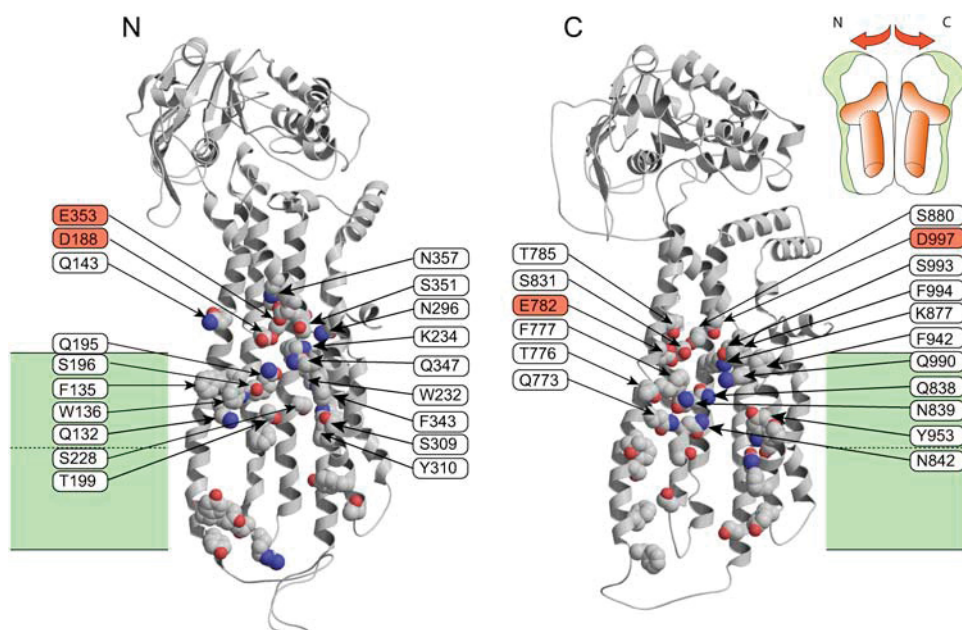 N
C
N C
E353
D188
Q143
Q195
S196
F135
W136
Q132
S228
T199
N357
S351
N296
K234
Q347
W232
F343
S309
Y310
T785
S831
E782
F777
T776
Q773
S880
D997
S993
F994
K877
F942
Q990
Q838
N839
Y953
N842